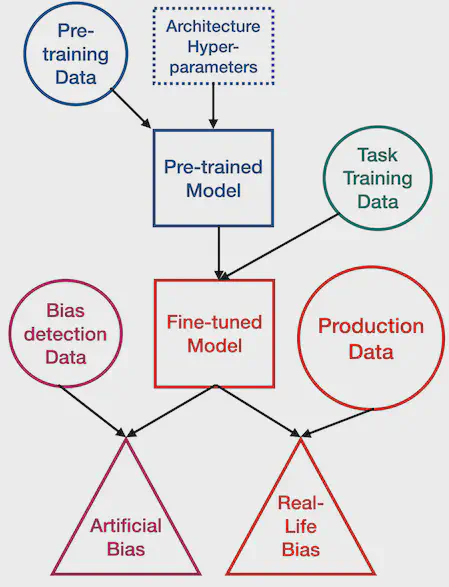 Pre-
training
Data
Architecture
Hyper-
parameters
Pre-trained
Model
Task
Training
Data
Bias
detection
Data
Fine-tuned
Model
Production
Data
Artificial
Bias
Real-
Life
Bias